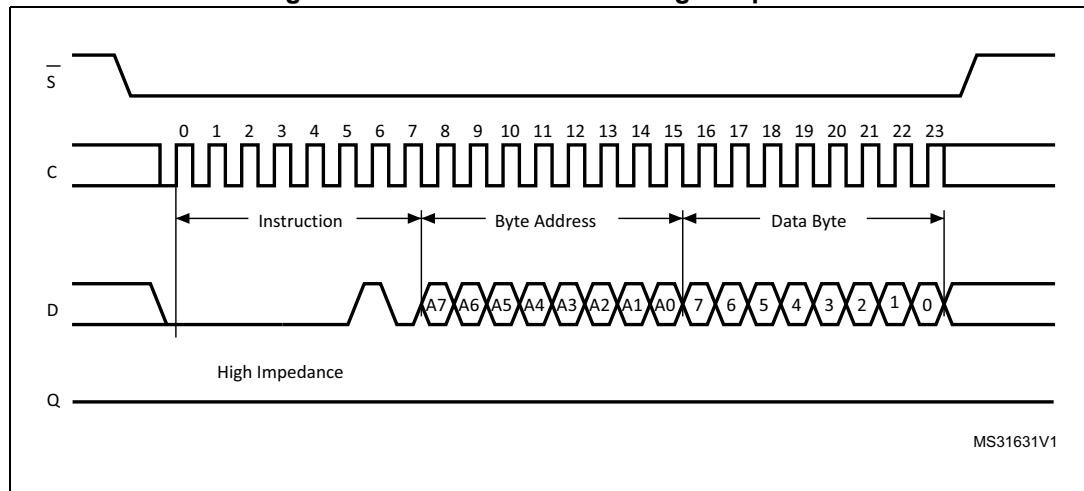 S
0 1 2 3 4 5 6 7 8 9 10 11 12 13 14 15 16 17 18 19 20 21 22 23
C
Instruction Byte Address Data Byte
D A7 A6 A5 A4 A3 A2 A1 A0 7 6 5 4 3 2 1 0
High Impedance
Q
MS31631V1